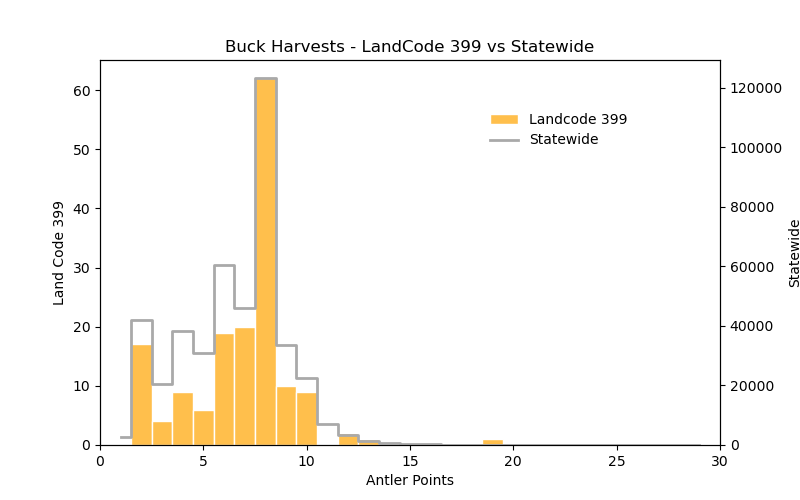 Buck Harvests - LandCode 399 vs Statewide
Landcode 399
Statewide
Land Code 399
60
50
40
30
20
10
0
120000
100000
80000
60000
40000
20000
0
Statewide
0 5 10 15 20 25 30
Antler Points